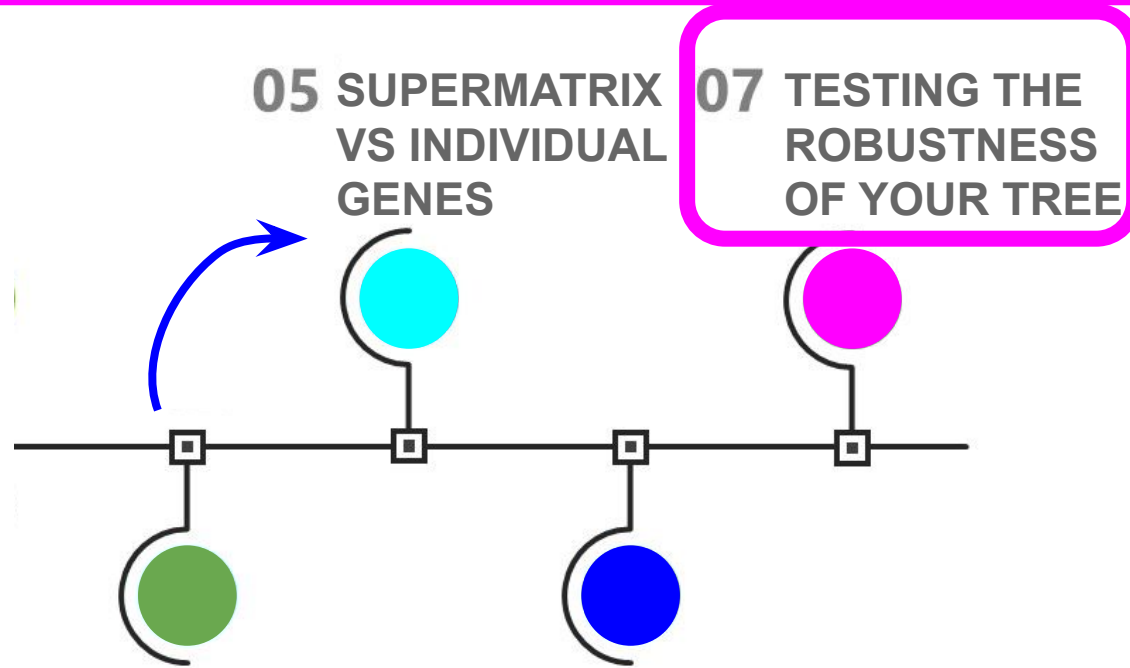 05 SUPERMATRIX
VS INDIVIDUAL
GENES
07 TESTING THE
ROBUSTNESS
OF YOUR TREE